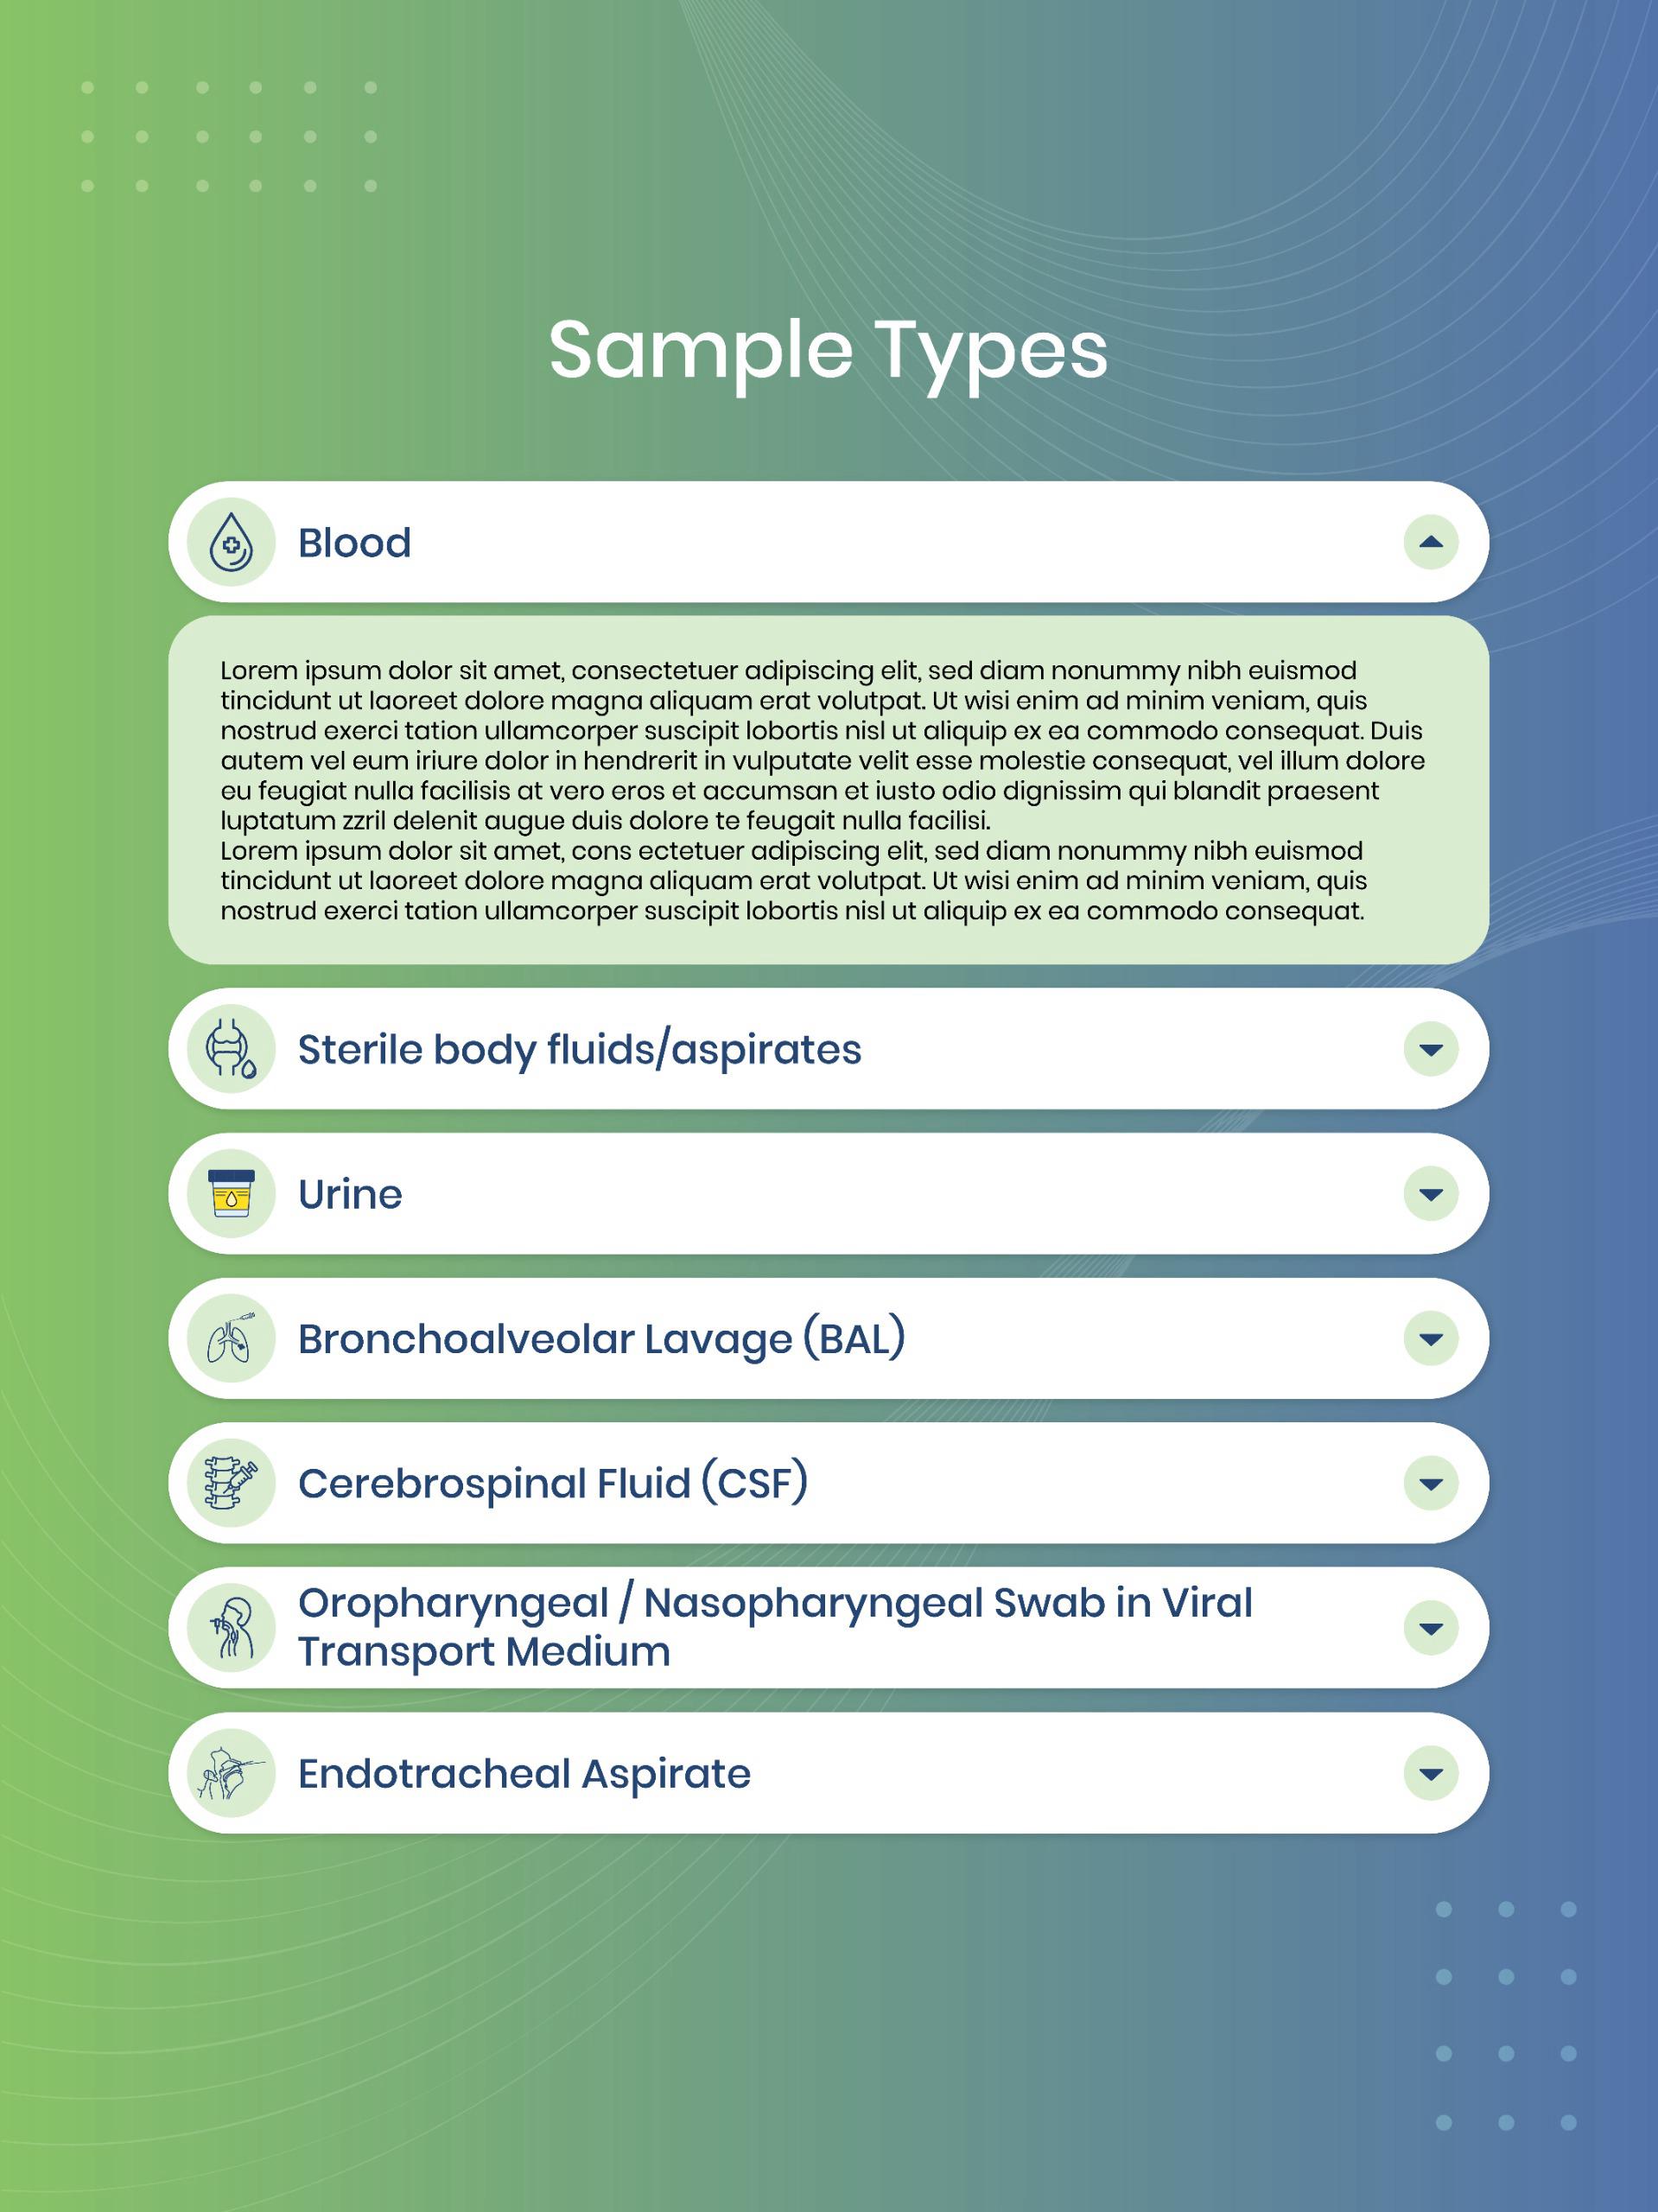 Sample Types
Blood
Lorem ipsum dolor sit amet, consectetuer adipiscing elit, sed diam nonummy nibh euismod
tincidunt ut laoreet dolore magna aliquam erat volutpat. Ut wisi enim ad minim veniam, quis
nostrud exerci tation ullamcorper suscipit lobortis nisl ut aliquip ex ea commodo consequat. Duis
autem vel eum iriure dolor in hendrerit in vulputate velit esse molestie consequat, vel illum dolore
eu feugiat nulla facilisis at vero eros et accumsan et iusto odio dignissim qui blandit praesent
luptatum zzril delenit augue duis dolore te feugait nulla facilisi.
Lorem ipsum dolor sit amet, cons ectetuer adipiscing elit, sed diam nonummy nibh euismod
tincidunt ut laoreet dolore magna aliquam erat volutpat. Ut wisi enim ad minim veniam, quis
nostrud exerci tation ullamcorper suscipit lobortis nisl ut aliquip ex ea commodo consequat.
Sterile body fluids/aspirates
Urine
Bronchoalveolar Lavage (BAL)
Cerebrospinal Fluid (CSF)
Oropharyngeal / Nasopharyngeal Swab in Viral
Transport Medium
Endotracheal Aspirate